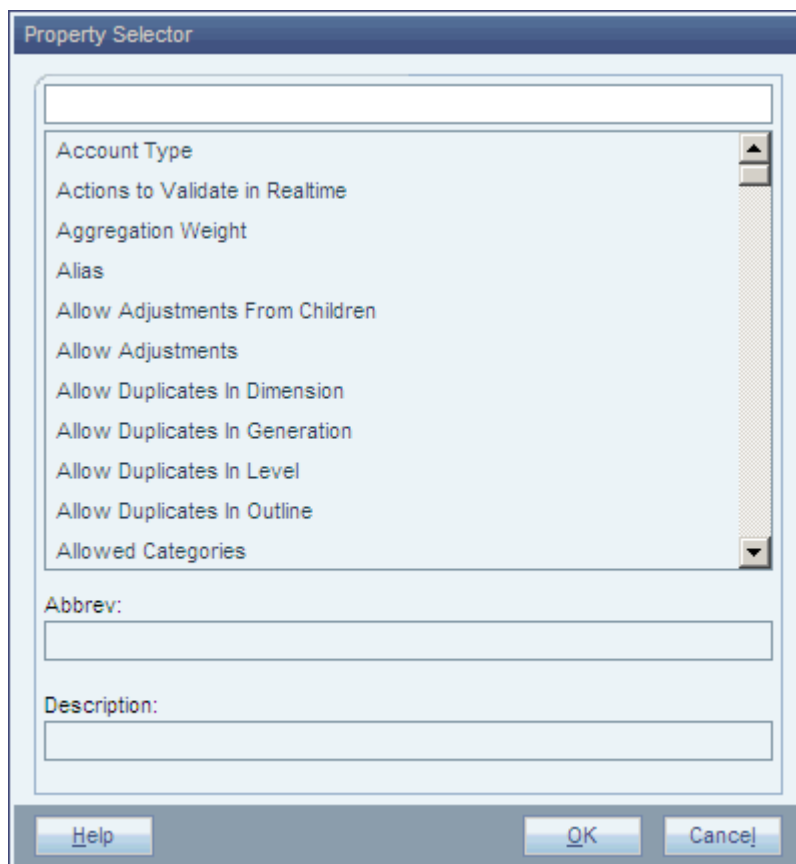 Property Selector
Account Type
Actions to Validate in Realtime
Aggregation Weight
Alias
Allow Adjustments From Children
Allow Adjustments
Allow Duplicates In Dimension
Allow Duplicates In Generation
Allow Duplicates In Level
Allow Duplicates In Outline
Allowed Categories
Abbrev:
Description:
Help OK Cancel